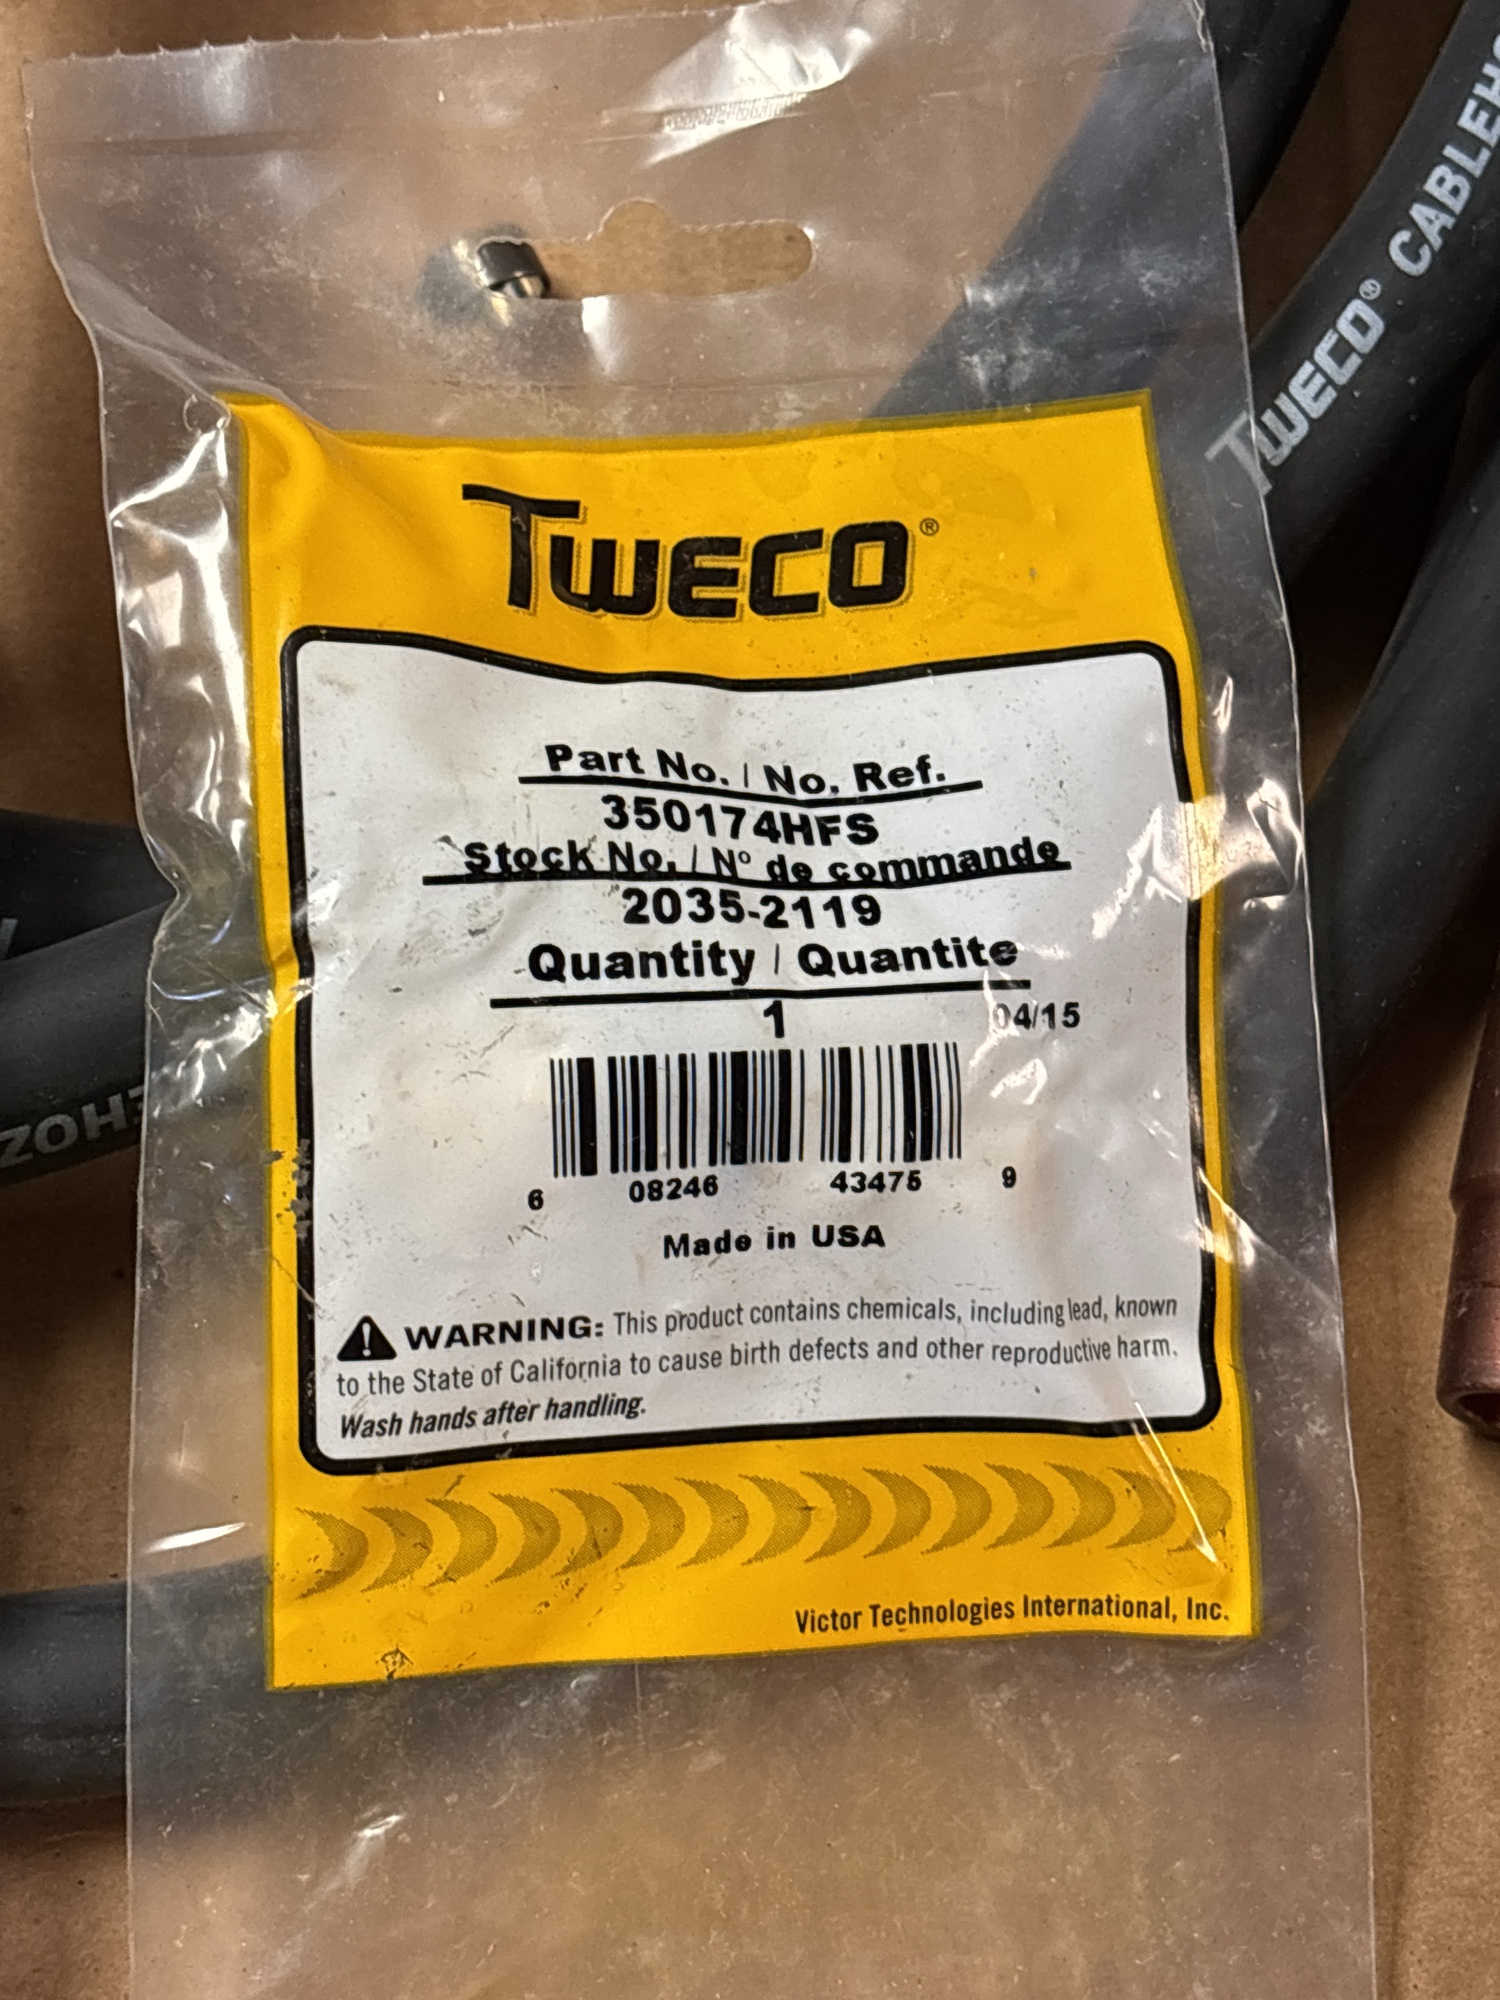 TWECO® CABLEHO
TWECO®
Part No. / No. Ref.
350174HFS
Stock No. / N° de commande
2035-2119
Quantity / Quantite
1
04/15
6 08246 43475 9
Made in USA
WARNING: This product contains chemicals, including lead, known
to the State of California to cause birth defects and other reproductive harm.
Wash hands after handling.
Victor Technologies International, Inc.
EHOZ